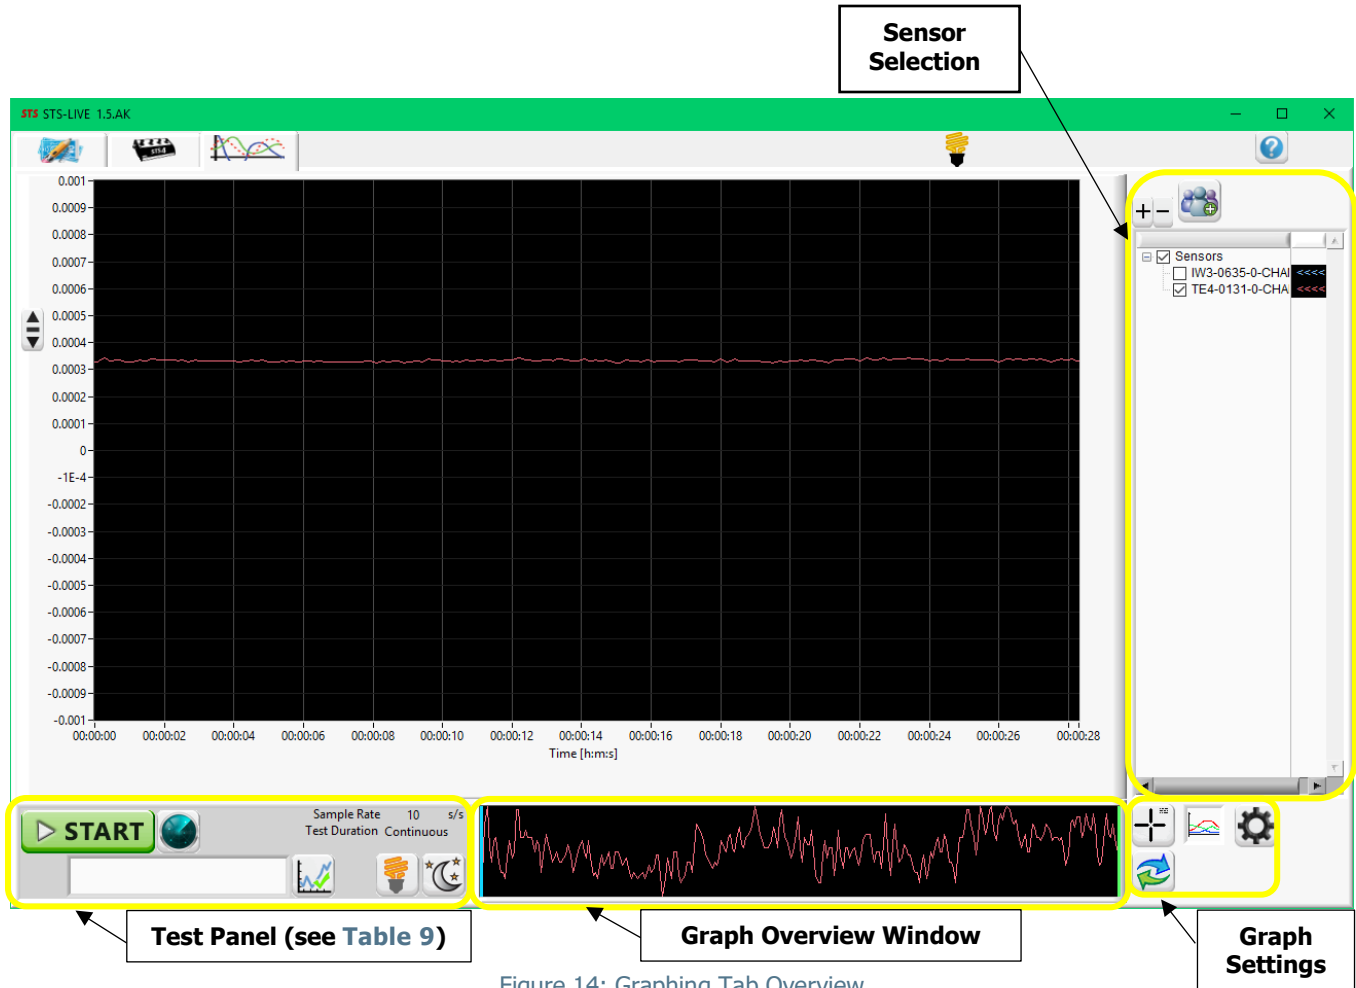 Sensor
Selection
STS STS-LIVE 1.5.AK
STS4
0.001
0.0009
0.0008
0.0007
0.0006
0.0005
0.0004
0.0003
0.0002
0.0001
0
-1E-4
-0.0002
-0.0003
-0.0004
-0.0005
-0.0006
-0.0007
-0.0008
-0.0009
-0.001
00:00:00 00:00:02 00:00:04 00:00:06 00:00:08 00:00:10 00:00:12 00:00:14 00:00:16 00:00:18 00:00:20 00:00:22 00:00:24 00:00:26 00:00:28
Time [h:m:s]
Sensors
IW3-0635-0-CHAI <<<<
TE4-0131-0-CHA <<<<
START
Sample Rate 10 s/s
Test Duration Continuous
Test Panel (see Table 9)
Graph Overview Window
Graph
Settings
Figure 14: Graphing Tab Overview